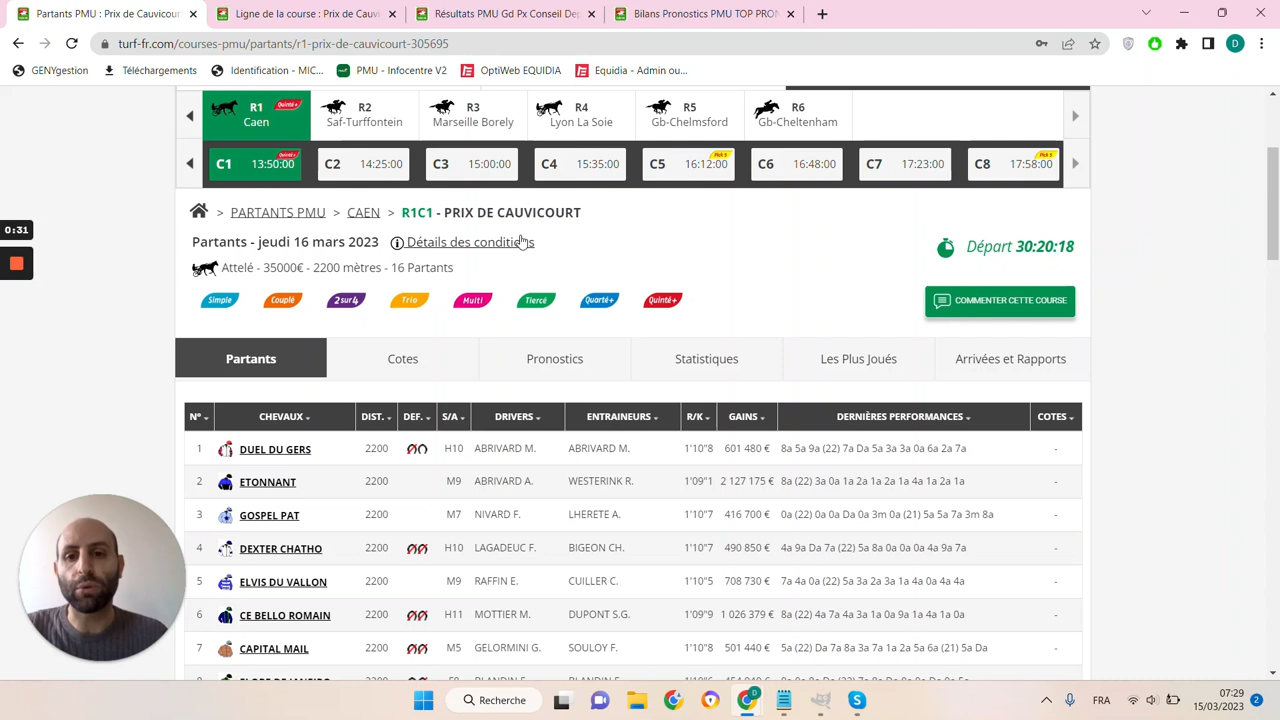 Partants PMU : Prix de Cauvicour
Ligne de la course : Prix de Cauvi
Résultats PMU Gd Px Conseil Dep
Bilans Pronostics PMU TOP PRON
turf-fr.com/courses-pmu/partants/r1-prix-de-cauvicourt-305695
D
GENYgestion
Téléchargements
Identification - MIC...
PMU - Infocentre V2
OptiWeb EQUIDIA
Equidia - Admin ou...
R1 Quinté+ R2 R3 R4 R5 R6
Caen Saf-Turffontein Marseille Borely Lyon La Soie Gb-Chelmsford Gb-Cheltenham
C1 13:50:00 Quinté+ C2 14:25:00 C3 15:00:00 C4 15:35:00 C5 16:12:00 Pick 5 C6 16:48:00 C7 17:23:00 C8 17:58:00 Pick 5
> PARTANTS PMU > CAEN > R1C1 - PRIX DE CAUVICOURT
0:31
Partants - jeudi 16 mars 2023 Détails des conditions
Départ 30:20:18
Attelé - 35000€ - 2200 mètres - 16 Partants
Simple Couplé 2sur4 Trio Multi Tiercé Quarté+ Quinté+
COMMENTER CETTE COURSE
Partants Cotes Pronostics Statistiques Les Plus Joués Arrivées et Rapports
N° CHEVAUX DIST. DEF. S/A DRIVERS ENTRAINEURS R/K GAINS DERNIÈRES PERFORMANCES COTES
1 DUEL DU GERS 2200 H10 ABRIVARD M. ABRIVARD M. 1'10"8 601 480 € 8a 5a 9a (22) 7a Da 5a 3a 3a 0a 6a 2a 7a -
2 ETONNANT 2200 M9 ABRIVARD A. WESTERINK R. 1'09"1 2 127 175 € 8a (22) 3a 0a 1a 2a 1a 2a 1a 4a 1a 2a 1a -
3 GOSPEL PAT 2200 M7 NIVARD F. LHERETE A. 1'10"7 416 700 € 0a (22) 0a 0a Da 0a 3m 0a (21) 5a 5a 7a 3m 8a -
4 DEXTER CHATHO 2200 H10 LAGADEUC F. BIGEON CH. 1'10"7 490 850 € 4a 9a Da 7a (22) 5a 8a 0a 0a 0a 4a 9a 7a -
5 ELVIS DU VALLON 2200 M9 RAFFIN E. CUILLER C. 1'10"5 708 730 € 7a 4a 0a (22) 5a 3a 2a 3a 1a 4a 0a 4a 4a -
6 CE BELLO ROMAIN 2200 H11 MOTTIER M. DUPONT S.G. 1'09"9 1 026 379 € 8a (22) 4a 7a 4a 3a 1a 0a 9a 1a 4a 1a 0a -
7 CAPITAL MAIL 2200 M5 GELORMINI G. SOULOY F. 1'10"8 501 440 € 5a (22) Da 7a 8a 3a 7a 1a 2a 5a 6a (21) 5a Da -
Recherche
FRA
07:29
15/03/2023
2